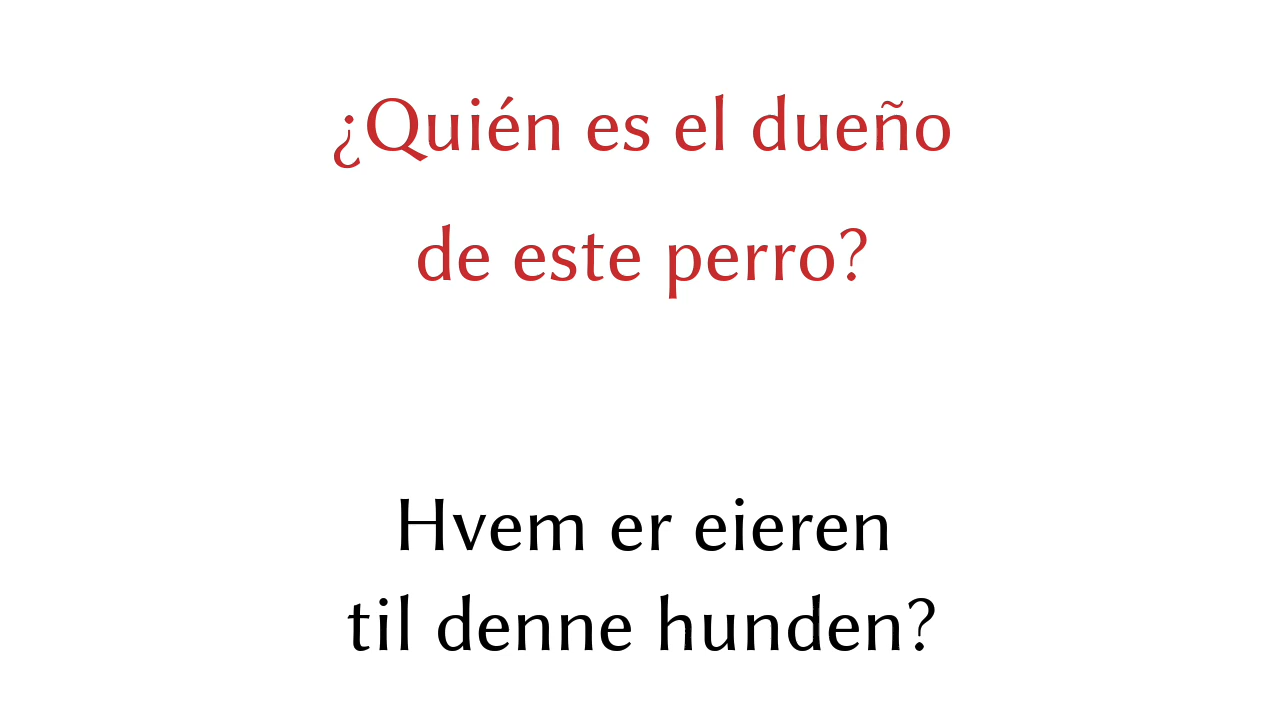 ¿Quién es el dueño
de este perro?
Hvem er eieren
til denne hunden?